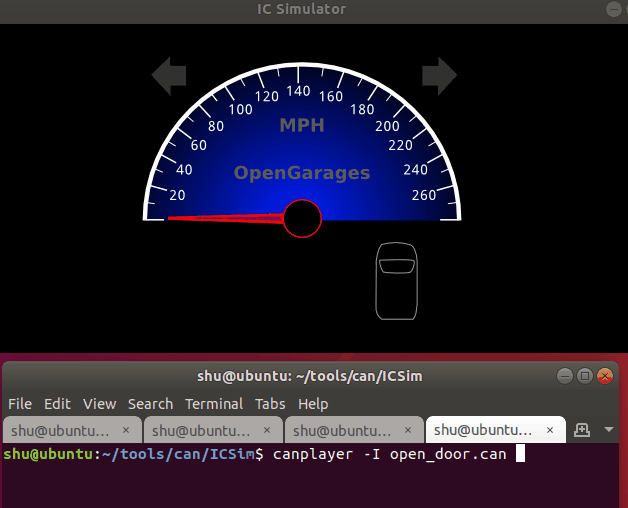 IC Simulator
20 40 60 80 100 120 140 160 180 200 220 240 260
MPH
OpenGarages
shu@ubuntu: ~/tools/can/ICSim
File Edit View Search Terminal Tabs Help
shu@ubuntu... × shu@ubuntu... × shu@ubuntu... × shu@ubuntu... ×
shu@ubuntu:~/tools/can/ICSim$ canplayer -I open_door.can